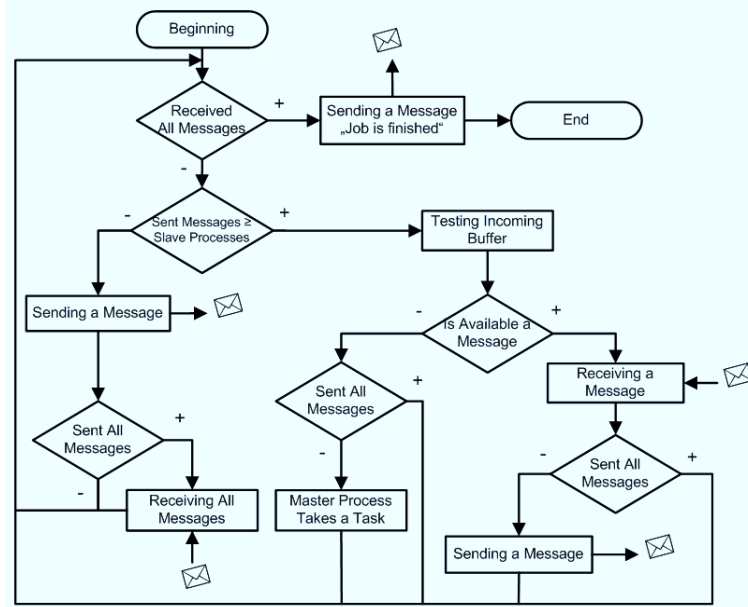 Beginning
Received
All Messages
+
Sending a Message
„Job is finished“
End
-
Sent Messages ≥
Slave Processes
-
+
Testing Incoming
Buffer
Sending a Message
Is Available a
Message
-
+
Sent All
Messages
+
-
Receiving All
Messages
Sent All
Messages
+
-
Master Process
Takes a Task
Receiving a
Message
Sent All
Messages
-
+
Sending a Message